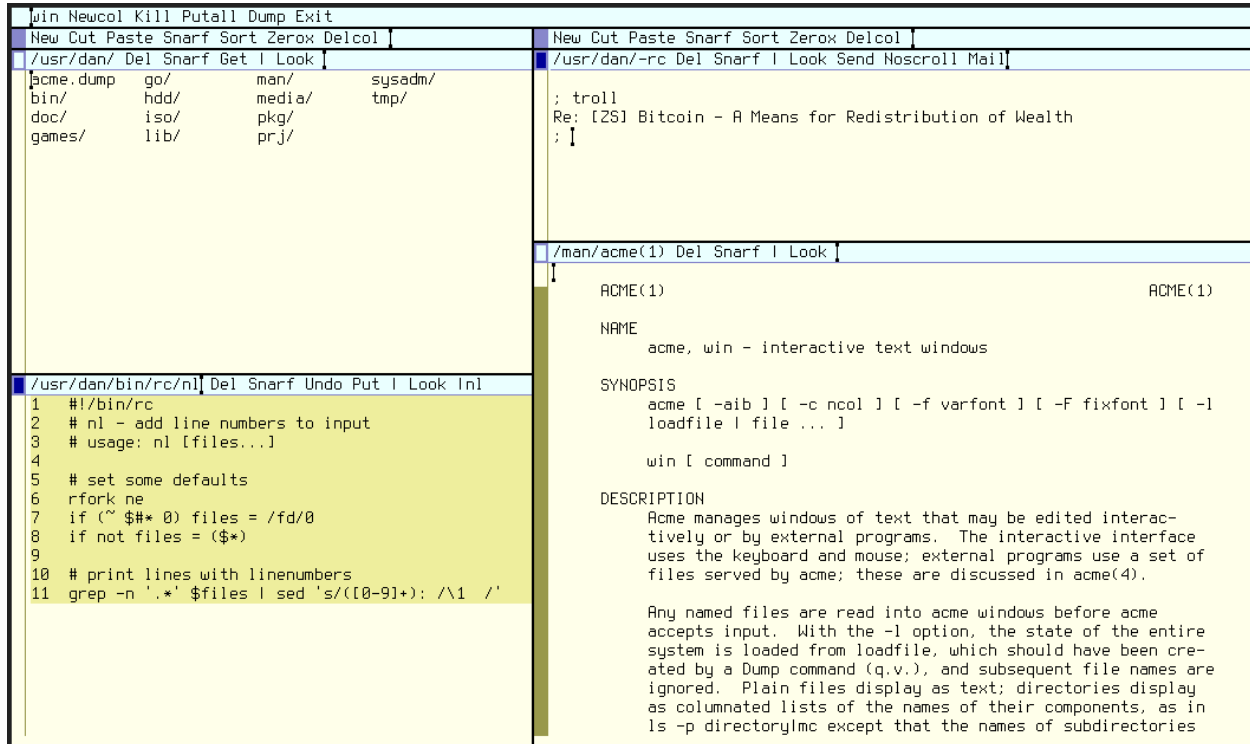 win Newcol Kill Putall Dump Exit
New Cut Paste Snarf Sort Zerox Delcol
/usr/dan/ Del Snarf Get | Look
acme.dump go/ man/ sysadm/
bin/ hdd/ media/ tmp/
doc/ iso/ pkg/
games/ lib/ prj/
/usr/dan/bin/rc/nl Del Snarf Undo Put | Look |nl
1 #!/bin/rc
2 # nl - add line numbers to input
3 # usage: nl [files...]
4
5 # set some defaults
6 rfork ne
7 if (~ $#* 0) files = /fd/0
8 if not files = ($*)
9
10 # print lines with linenumbers
11 grep -n '.*' $files | sed 's/([0-9]+): /\1 /'
New Cut Paste Snarf Sort Zerox Delcol
/usr/dan/-rc Del Snarf | Look Send Noscroll Mail
; troll
Re: [ZS] Bitcoin - A Means for Redistribution of Wealth
;
/man/acme(1) Del Snarf | Look
ACME(1) ACME(1)
NAME
acme, win - interactive text windows
SYNOPSIS
acme [ -aib ] [ -c ncol ] [ -f varfont ] [ -F fixfont ] [ -l
loadfile | file ... ]
win [ command ]
DESCRIPTION
Acme manages windows of text that may be edited interac-
tively or by external programs. The interactive interface
uses the keyboard and mouse; external programs use a set of
files served by acme; these are discussed in acme(4).
Any named files are read into acme windows before acme
accepts input. With the -l option, the state of the entire
system is loaded from loadfile, which should have been cre-
ated by a Dump command (q.v.), and subsequent file names are
ignored. Plain files display as text; directories display
as columnated lists of the names of their components, as in
ls -p directory|mc except that the names of subdirectories